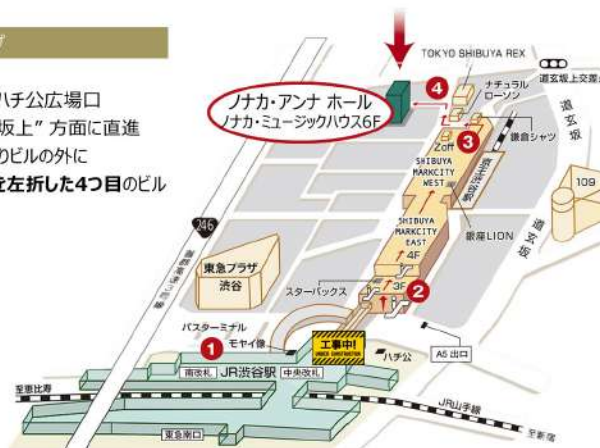 プ
ハチ公広場口
坂上” 方面に直進
りビルの外に
を左折した4つ目のビル
TOKYO SHIBUYA REX
道玄坂上交差点
ナチュラル
ローソン
道玄坂
4
ノナカ・アンナ ホール
ノナカ・ミュージックハウス6F
鎌倉シャツ
3
Zoff
SHIBUYA
MARKCITY
WEST
109
道玄坂
246
SHIBUYA
MARKCITY
EAST
銀座LION
4F
東急プラザ
渋谷
スターバックス
3F
2
バスターミナル
1
モヤイ像
工事中!
UNDER CONSTRUCTION
ハチ公
A5 出口
南改札
JR渋谷駅
中央改札
至恵比寿
JR山手線
至新宿
東急南口